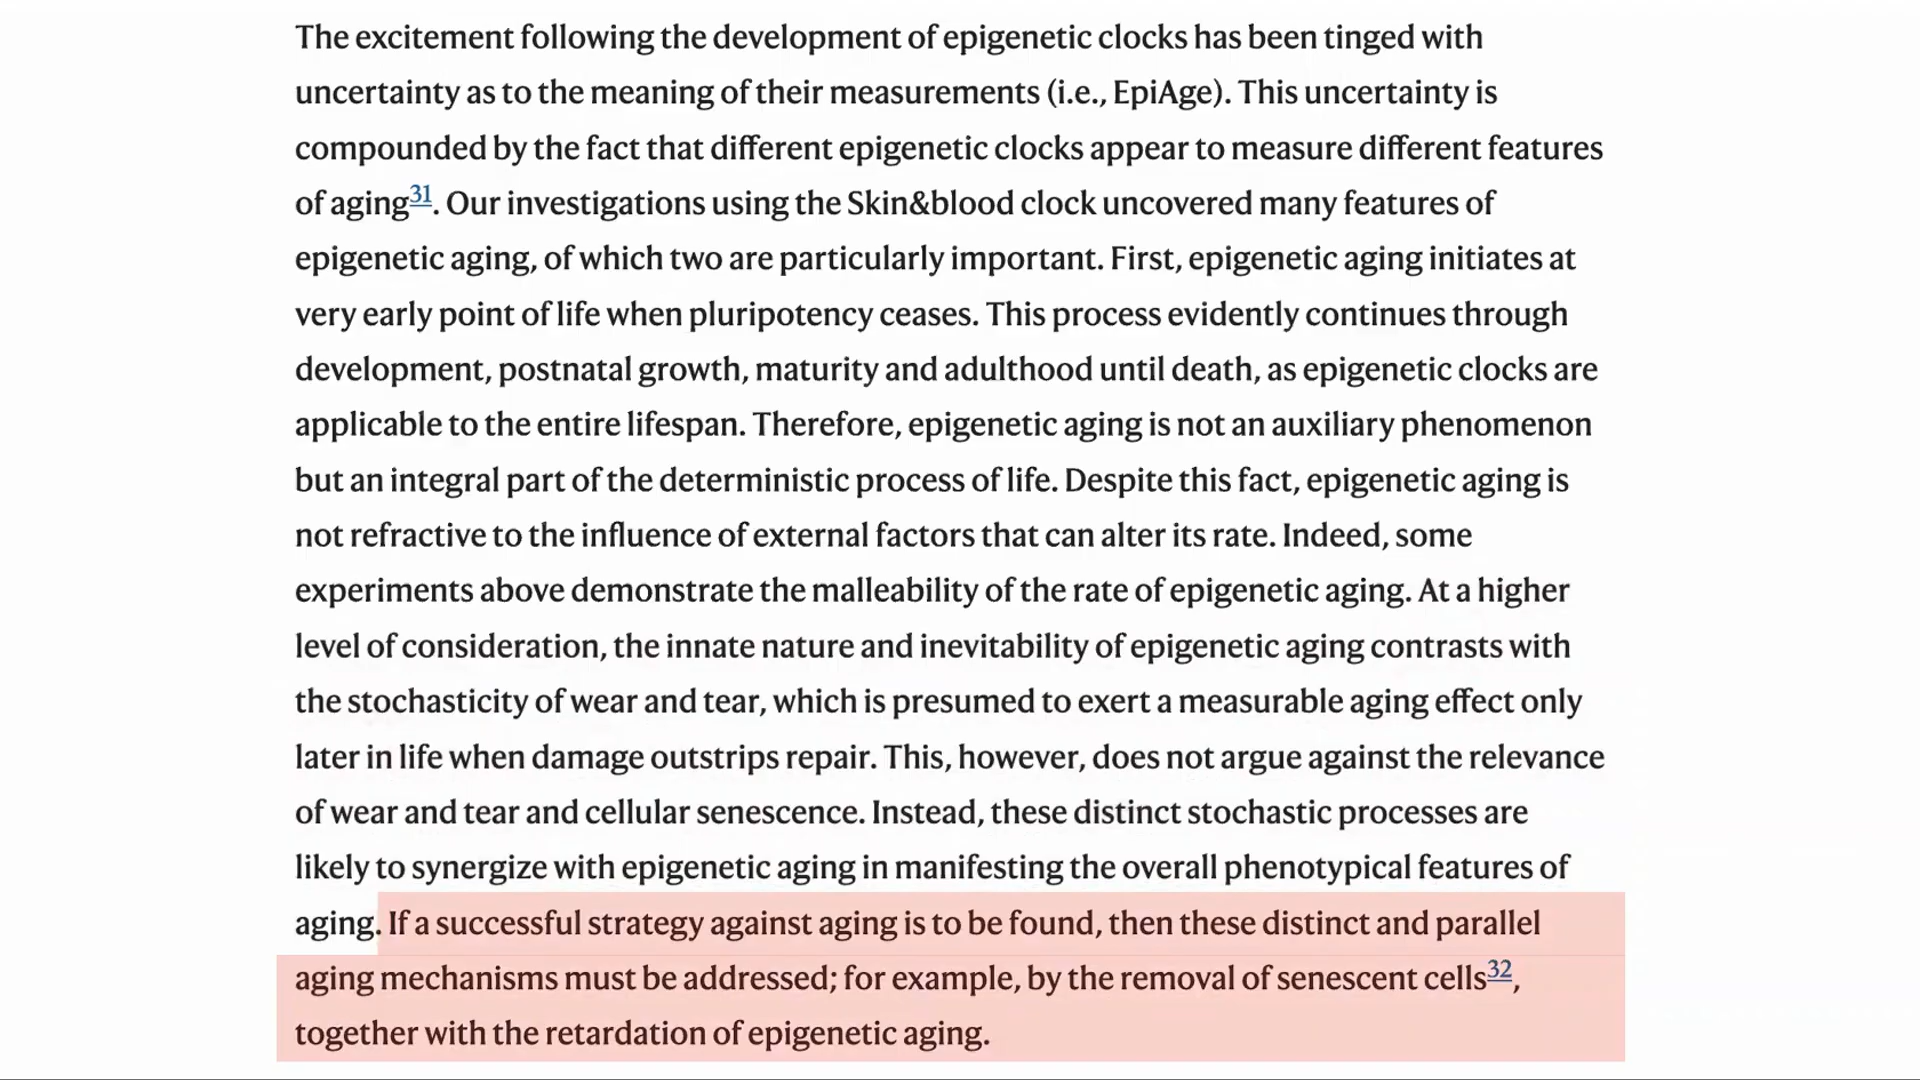 The excitement following the development of epigenetic clocks has been tinged with
uncertainty as to the meaning of their measurements (i.e., EpiAge). This uncertainty is
compounded by the fact that different epigenetic clocks appear to measure different features
of aging31. Our investigations using the Skin&blood clock uncovered many features of
epigenetic aging, of which two are particularly important. First, epigenetic aging initiates at
very early point of life when pluripotency ceases. This process evidently continues through
development, postnatal growth, maturity and adulthood until death, as epigenetic clocks are
applicable to the entire lifespan. Therefore, epigenetic aging is not an auxiliary phenomenon
but an integral part of the deterministic process of life. Despite this fact, epigenetic aging is
not refractive to the influence of external factors that can alter its rate. Indeed, some
experiments above demonstrate the malleability of the rate of epigenetic aging. At a higher
level of consideration, the innate nature and inevitability of epigenetic aging contrasts with
the stochasticity of wear and tear, which is presumed to exert a measurable aging effect only
later in life when damage outstrips repair. This, however, does not argue against the relevance
of wear and tear and cellular senescence. Instead, these distinct stochastic processes are
likely to synergize with epigenetic aging in manifesting the overall phenotypical features of
aging. If a successful strategy against aging is to be found, then these distinct and parallel
aging mechanisms must be addressed; for example, by the removal of senescent cells32,
together with the retardation of epigenetic aging.